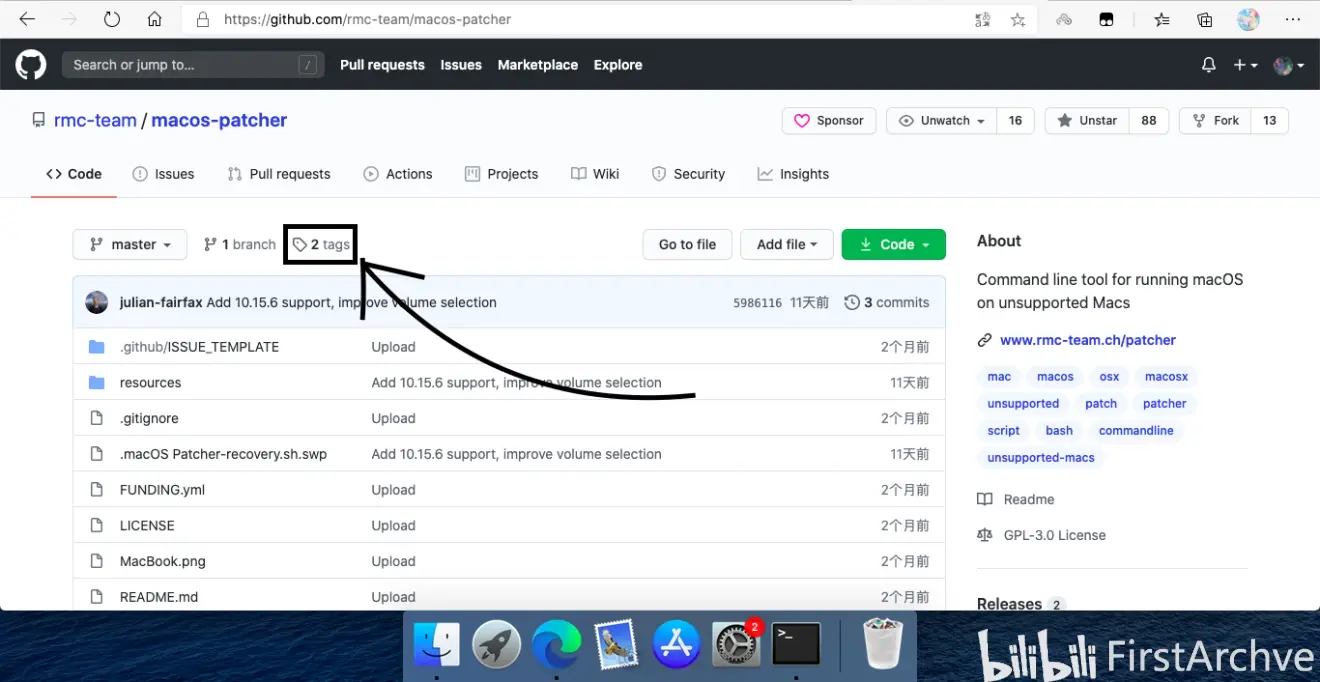 https://github.com/rmc-team/macos-patcher
Search or jump to… /
Pull requests Issues Marketplace Explore
rmc-team / macos-patcher
Sponsor Unwatch 16 Unstar 88 Fork 13
Code Issues Pull requests Actions Projects Wiki Security Insights
master 1 branch 2 tags Go to file Add file Code
julian-fairfax Add 10.15.6 support, improve volume selection 5986116 11天前 3 commits
.github/ISSUE_TEMPLATE Upload 2个月前
resources Add 10.15.6 support, improve volume selection 11天前
.gitignore Upload 2个月前
.macOS Patcher-recovery.sh.swp Add 10.15.6 support, improve volume selection 11天前
FUNDING.yml Upload 2个月前
LICENSE Upload 2个月前
MacBook.png Upload 2个月前
README.md Upload 2个月前
About
Command line tool for running macOS
on unsupported Macs
www.rmc-team.ch/patcher
mac macos osx macosx
unsupported patch patcher
script bash commandline
unsupported-macs
Readme
GPL-3.0 License
Releases 2
2
>_
bilibili FirstArchve